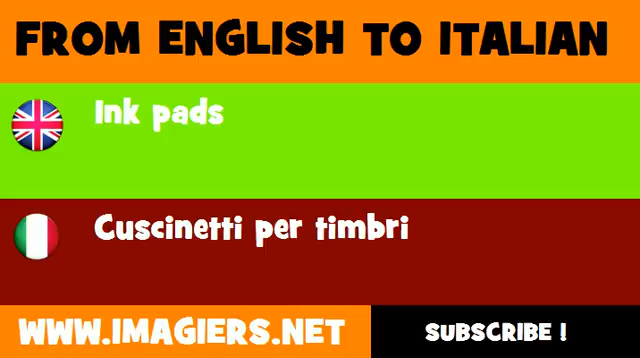 FROM ENGLISH TO ITALIAN
Ink pads
Cuscinetti per timbri
WWW.IMAGIERS.NET
SUBSCRIBE !